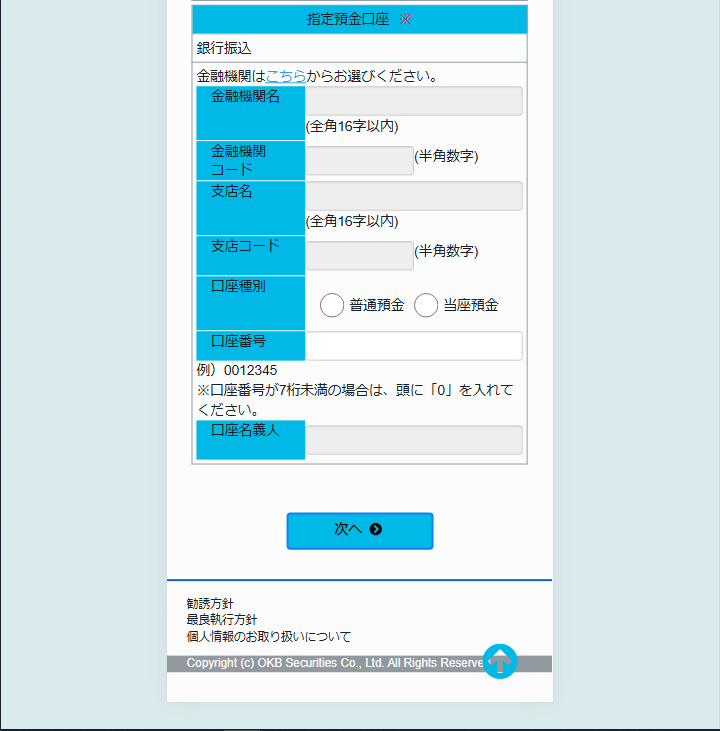 指定預金口座 ※
銀行振込
金融機関はこちらからお選びください。
金融機関名
(全角16字以内)
金融機関
コード
(半角数字)
支店名
(全角16字以内)
支店コード
(半角数字)
口座種別
普通預金 当座預金
口座番号
例）0012345
※口座番号が7桁未満の場合は、頭に「0」を入れて
ください。
口座名義人
次へ
勧誘方針
最良執行方針
個人情報のお取り扱いについて
Copyright (c) OKB Securities Co., Ltd. All Rights Reserve